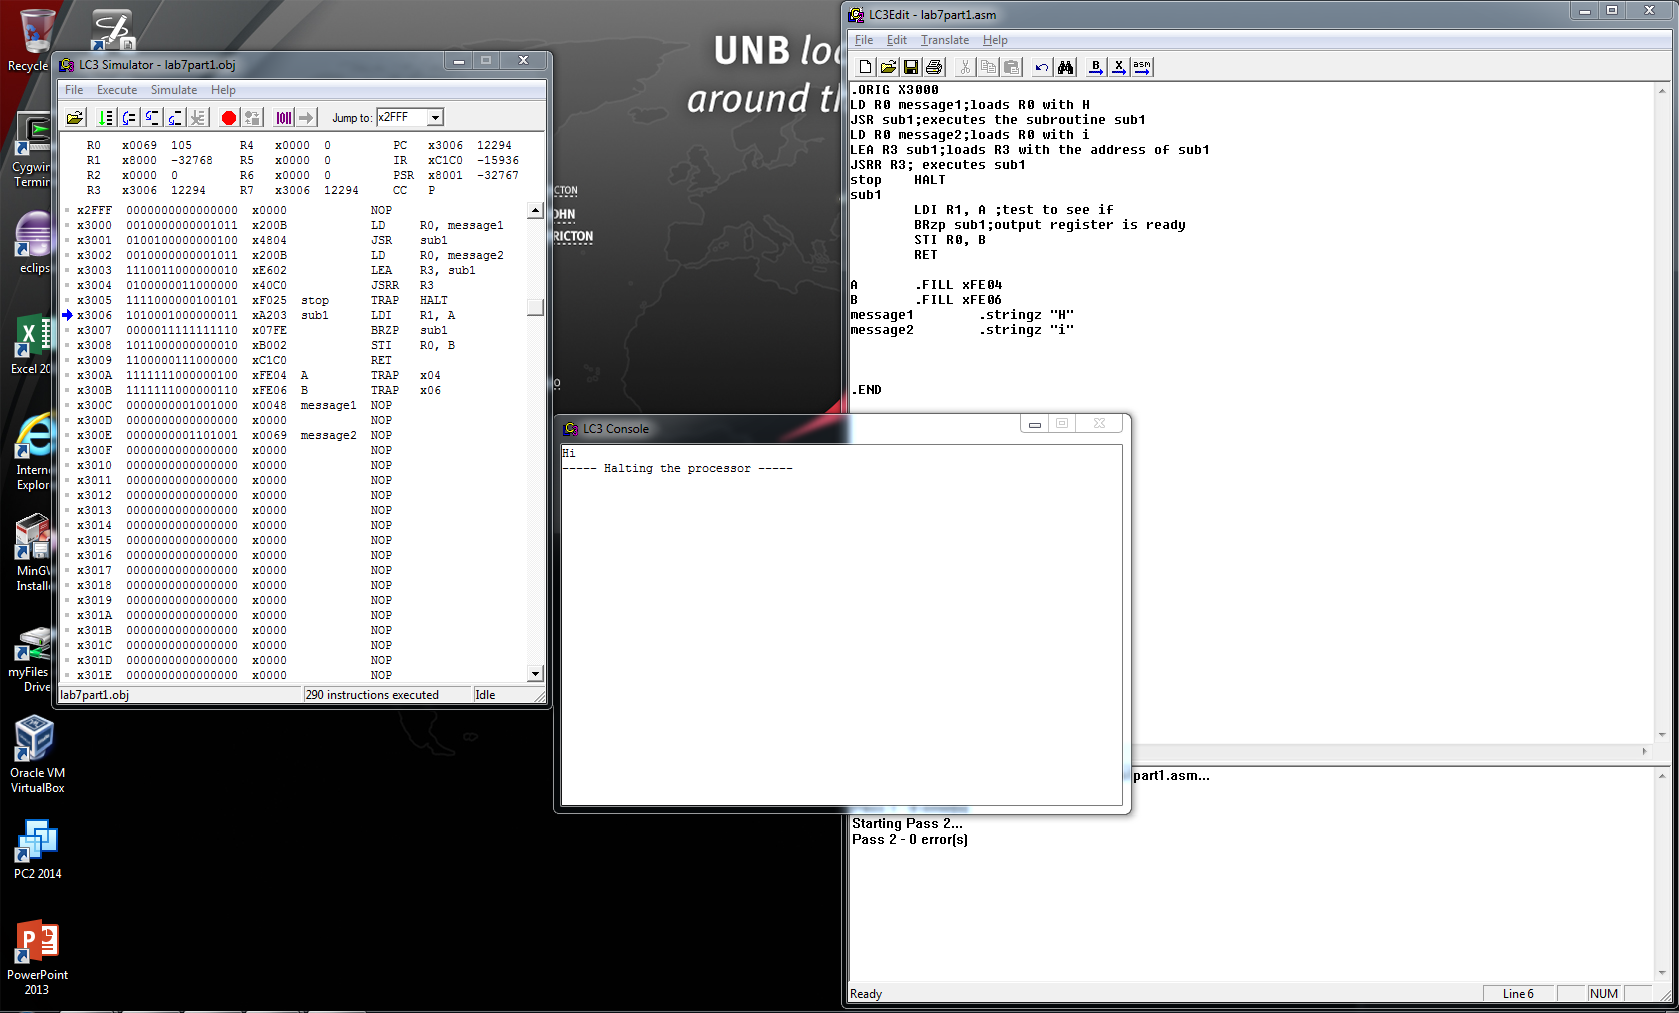 Recycle
Cygwin
Termin
eclips
Excel 20
Intern
Explor
MinGV
Installe
myFiles
Drive
Oracle VM
VirtualBox
PC2 2014
PowerPoint
2013
UNB loc
around th
CTON
OHN
RICTON
LC3 Simulator - lab7part1.obj
File Execute Simulate Help
Jump to: x2FFF
R0 x0069 105 R4 x0000 0 PC x3006 12294
R1 x8000 -32768 R5 x0000 0 IR xC1C0 -15936
R2 x0000 0 R6 x0000 0 PSR x8001 -32767
R3 x3006 12294 R7 x3006 12294 CC P
x2FFF 0000000000000000 x0000 NOP
x3000 0010000000001011 x200B LD R0, message1
x3001 0100100000000100 x4804 JSR sub1
x3002 0010000000001011 x200B LD R0, message2
x3003 1110011000000010 xE602 LEA R3, sub1
x3004 0100000011000000 x40C0 JSRR R3
x3005 1111000000100101 xF025 stop TRAP HALT
x3006 1010001000000011 xA203 sub1 LDI R1, A
x3007 0000011111111110 x07FE BRZP sub1
x3008 1011000000000010 xB002 STI R0, B
x3009 1100000111000000 xC1C0 RET
x300A 1111111000000100 xFE04 A TRAP x04
x300B 1111111000000110 xFE06 B TRAP x06
x300C 0000000001001000 x0048 message1 NOP
x300D 0000000000000000 x0000 NOP
x300E 0000000001101001 x0069 message2 NOP
x300F 0000000000000000 x0000 NOP
x3010 0000000000000000 x0000 NOP
x3011 0000000000000000 x0000 NOP
x3012 0000000000000000 x0000 NOP
x3013 0000000000000000 x0000 NOP
x3014 0000000000000000 x0000 NOP
x3015 0000000000000000 x0000 NOP
x3016 0000000000000000 x0000 NOP
x3017 0000000000000000 x0000 NOP
x3018 0000000000000000 x0000 NOP
x3019 0000000000000000 x0000 NOP
x301A 0000000000000000 x0000 NOP
x301B 0000000000000000 x0000 NOP
x301C 0000000000000000 x0000 NOP
x301D 0000000000000000 x0000 NOP
x301E 0000000000000000 x0000 NOP
lab7part1.obj 290 instructions executed Idle
LC3Edit - lab7part1.asm
File Edit Translate Help
B X asm
.ORIG X3000
LD R0 message1;loads R0 with H
JSR sub1;executes the subroutine sub1
LD R0 message2;loads R0 with i
LEA R3 sub1;loads R3 with the address of sub1
JSRR R3; executes sub1
stop HALT
sub1
LDI R1, A ;test to see if
BRzp sub1;output register is ready
STI R0, B
RET
A .FILL xFE04
B .FILL xFE06
message1 .stringz "H"
message2 .stringz "i"
.END
LC3 Console
Hi
----- Halting the processor -----
part1.asm...
Starting Pass 2...
Pass 2 - 0 error(s)
Ready Line 6 NUM